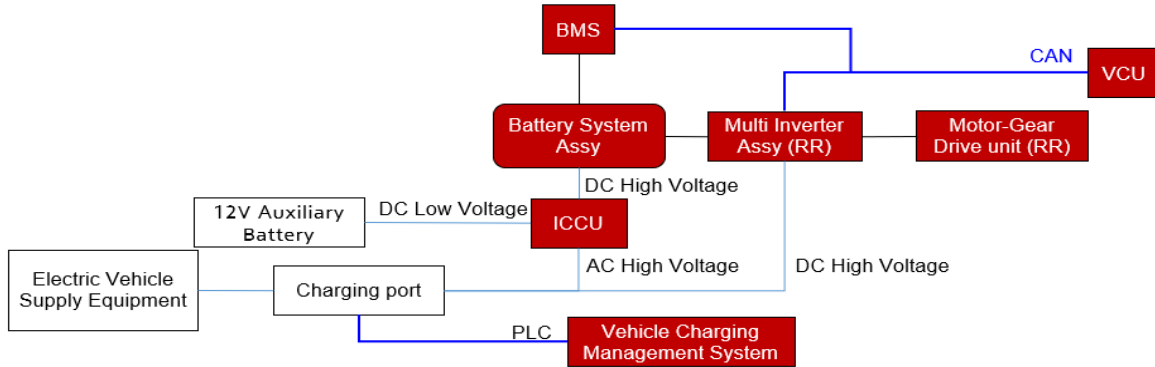 BMS
CAN
VCU
Battery System
Assy
Multi Inverter
Assy (RR)
Motor-Gear
Drive unit (RR)
DC High Voltage
12V Auxiliary
Battery
DC Low Voltage
ICCU
Electric Vehicle
Supply Equipment
Charging port
AC High Voltage
DC High Voltage
PLC
Vehicle Charging
Management System